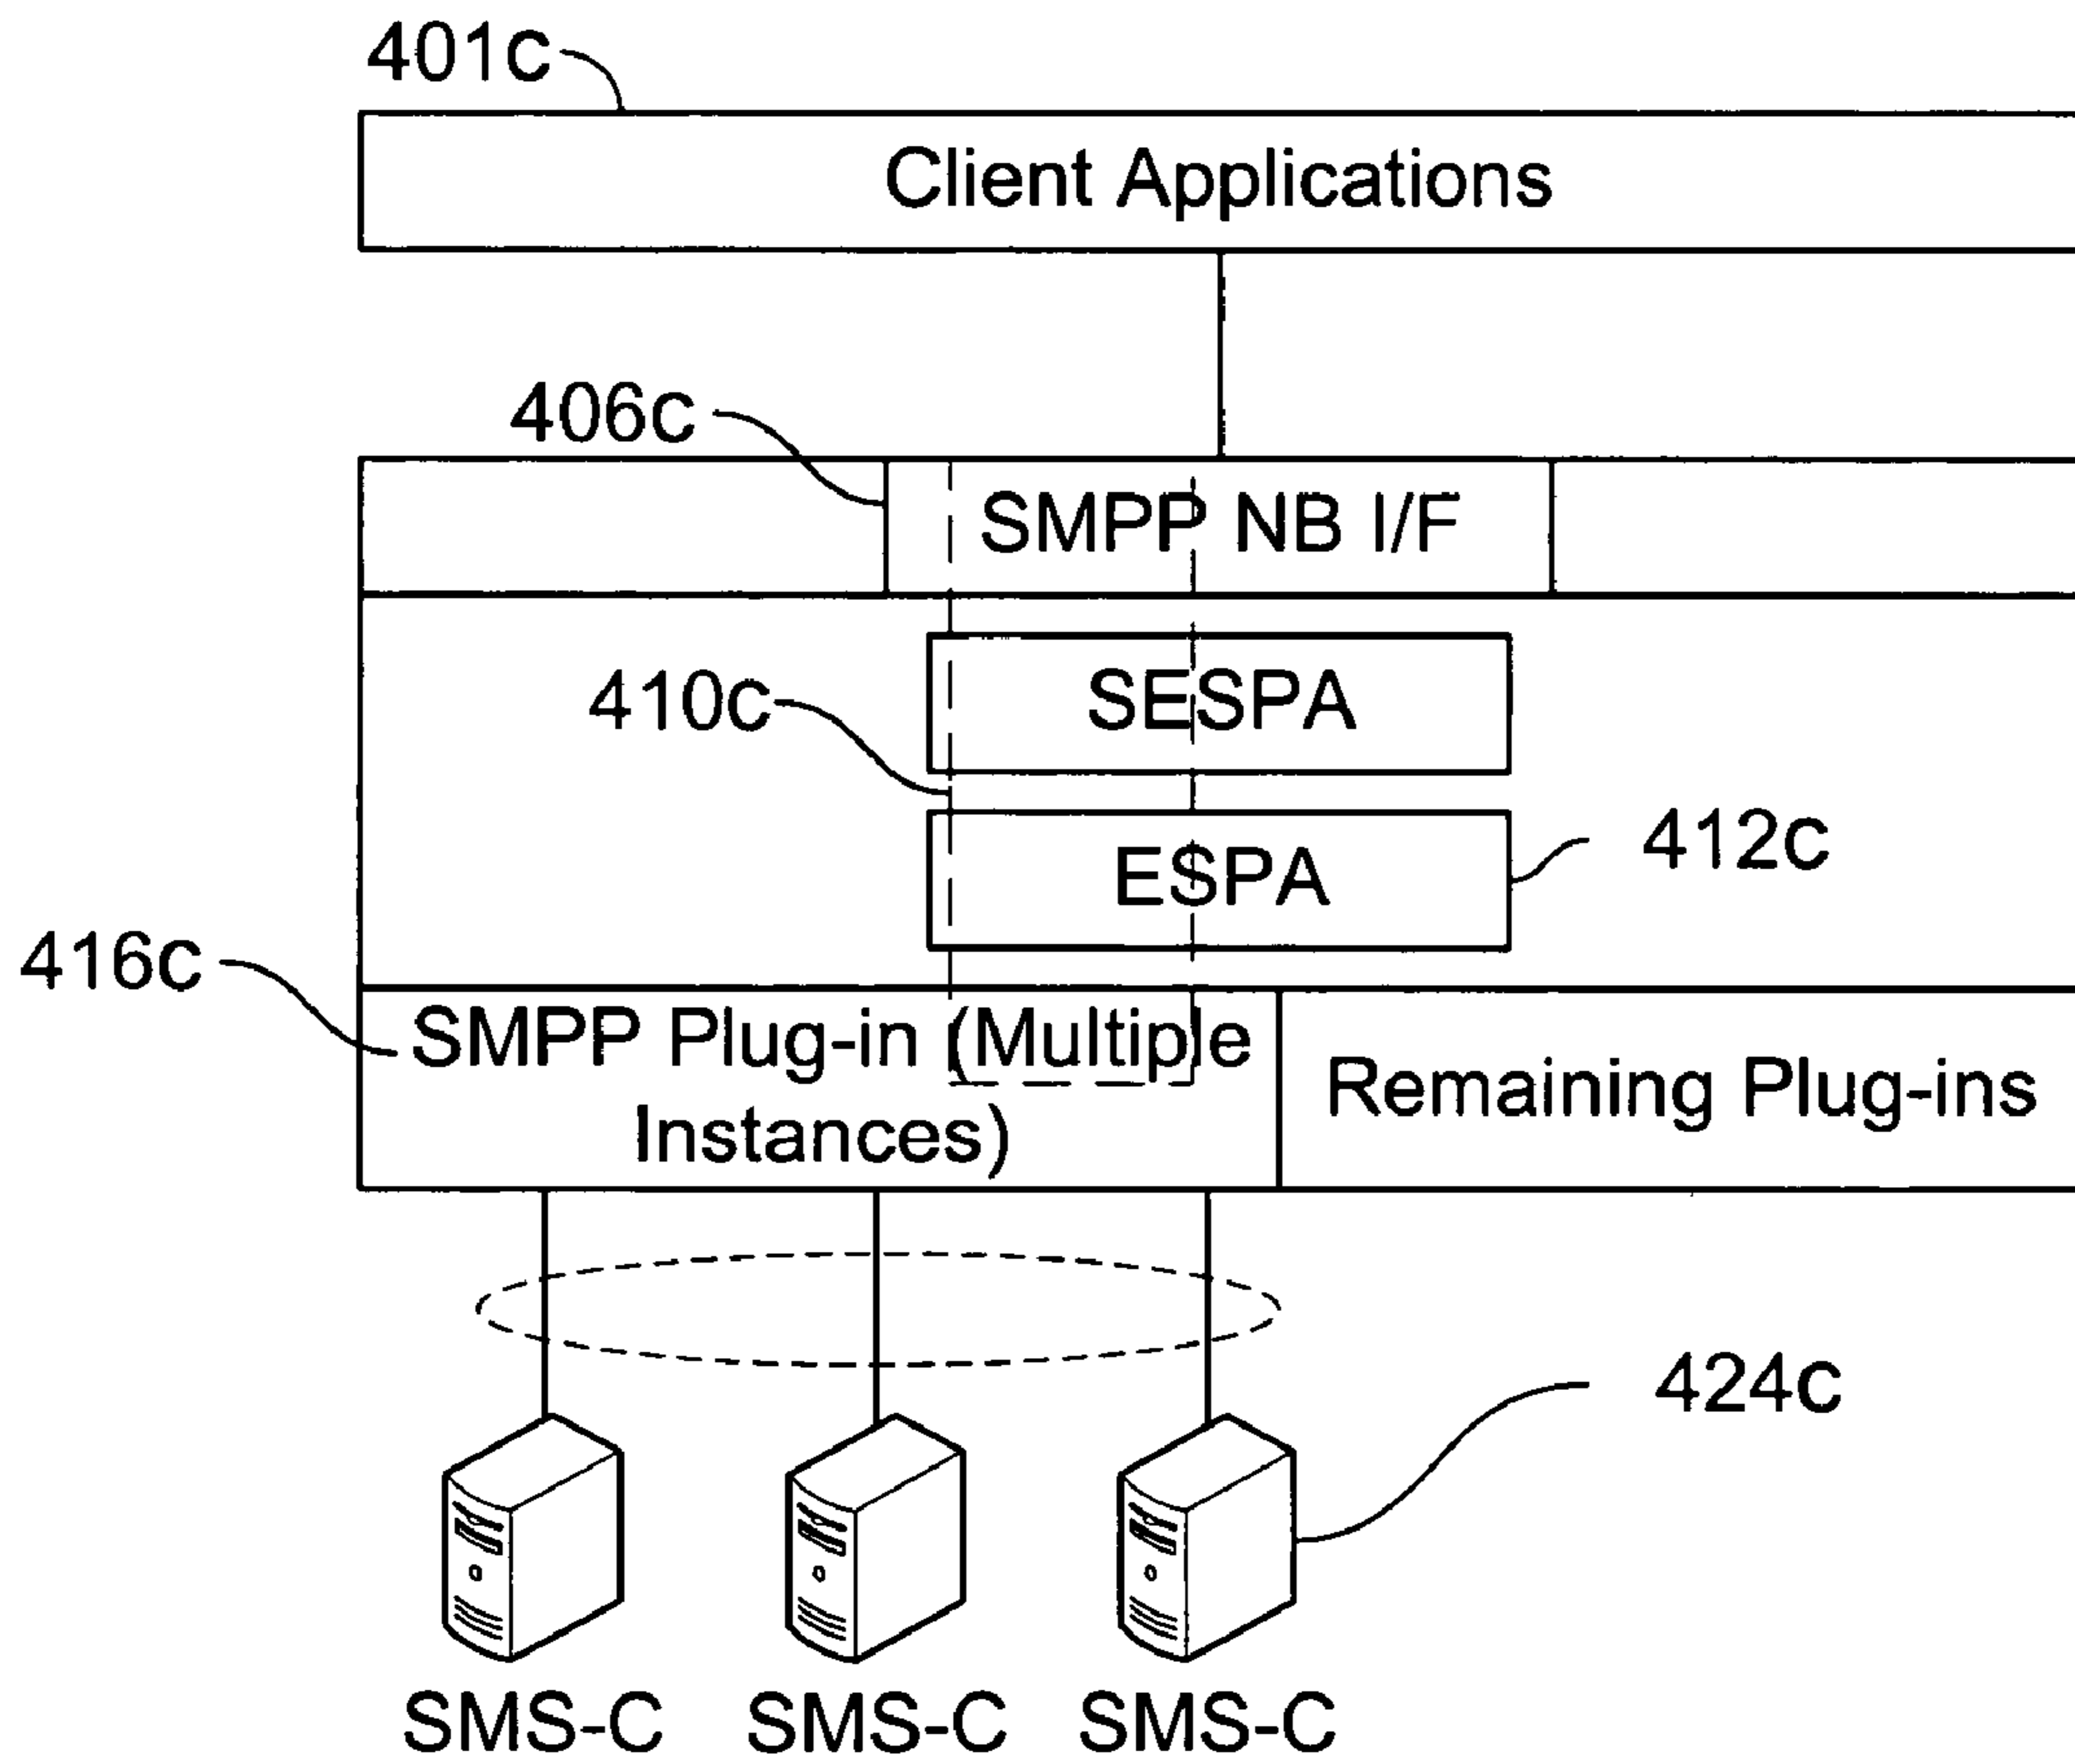 401c
Client Applications
406c
SMPP NB I/F
SESPA
410c
ESPA
412c
416c
SMPP Plug-in (Multiple
Instances)
Remaining Plug-ins
424c
SMS-C
SMS-C
SMS-C